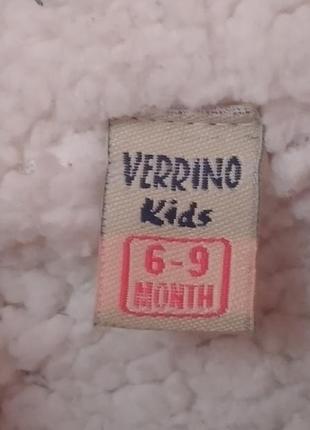 VERRINO
Kids
6-9
MONTH